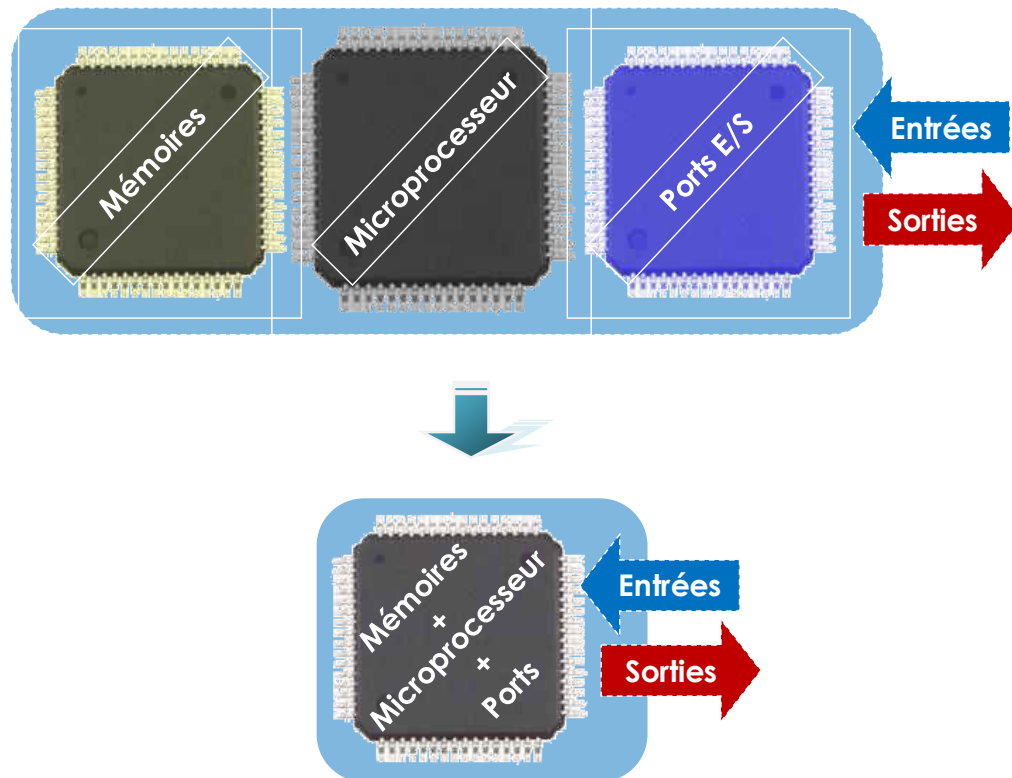 Mémoires
Microprocesseur
Ports E/S
Entrées
Sorties
Mémoires
+
Microprocesseur
+
Ports
Entrées
Sorties